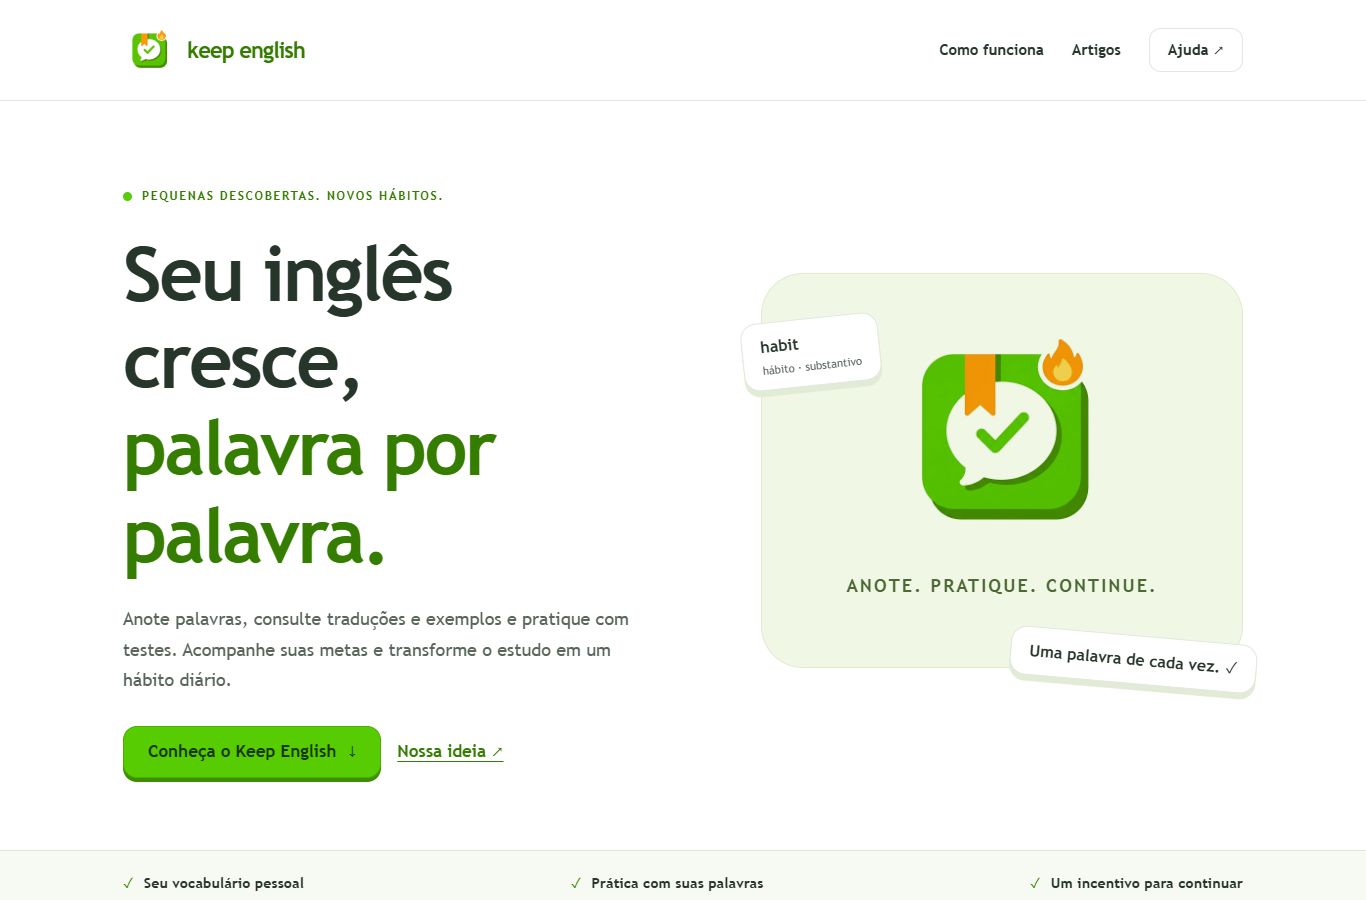 keep english
Como funciona
Artigos
Ajuda ↗
PEQUENAS DESCOBERTAS. NOVOS HÁBITOS.
Seu inglês
cresce,
palavra por
palavra.
Anote palavras, consulte traduções e exemplos e pratique com
testes. Acompanhe suas metas e transforme o estudo em um
hábito diário.
Conheça o Keep English ↓
Nossa ideia ↗
habit
hábito · substantivo
ANOTE. PRATIQUE. CONTINUE.
Uma palavra de cada vez. ✓
✓ Seu vocabulário pessoal
✓ Prática com suas palavras
✓ Um incentivo para continuar